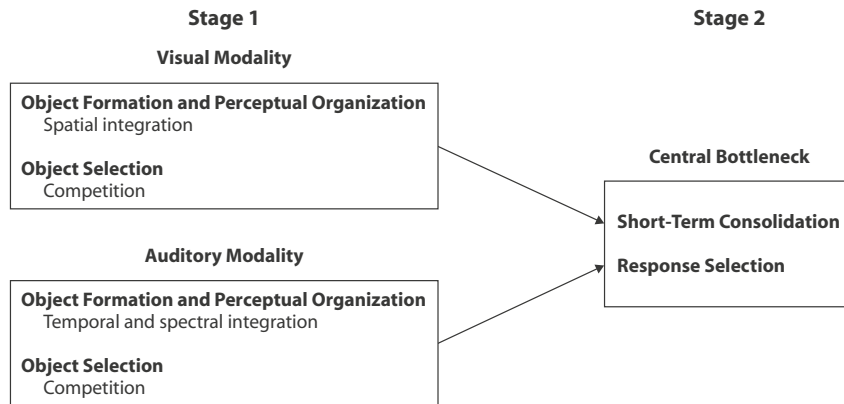 Stage 1
Stage 2
Visual Modality
Object Formation and Perceptual Organization
Spatial integration
Object Selection
Competition
Auditory Modality
Object Formation and Perceptual Organization
Temporal and spectral integration
Object Selection
Competition
Central Bottleneck
Short-Term Consolidation
Response Selection